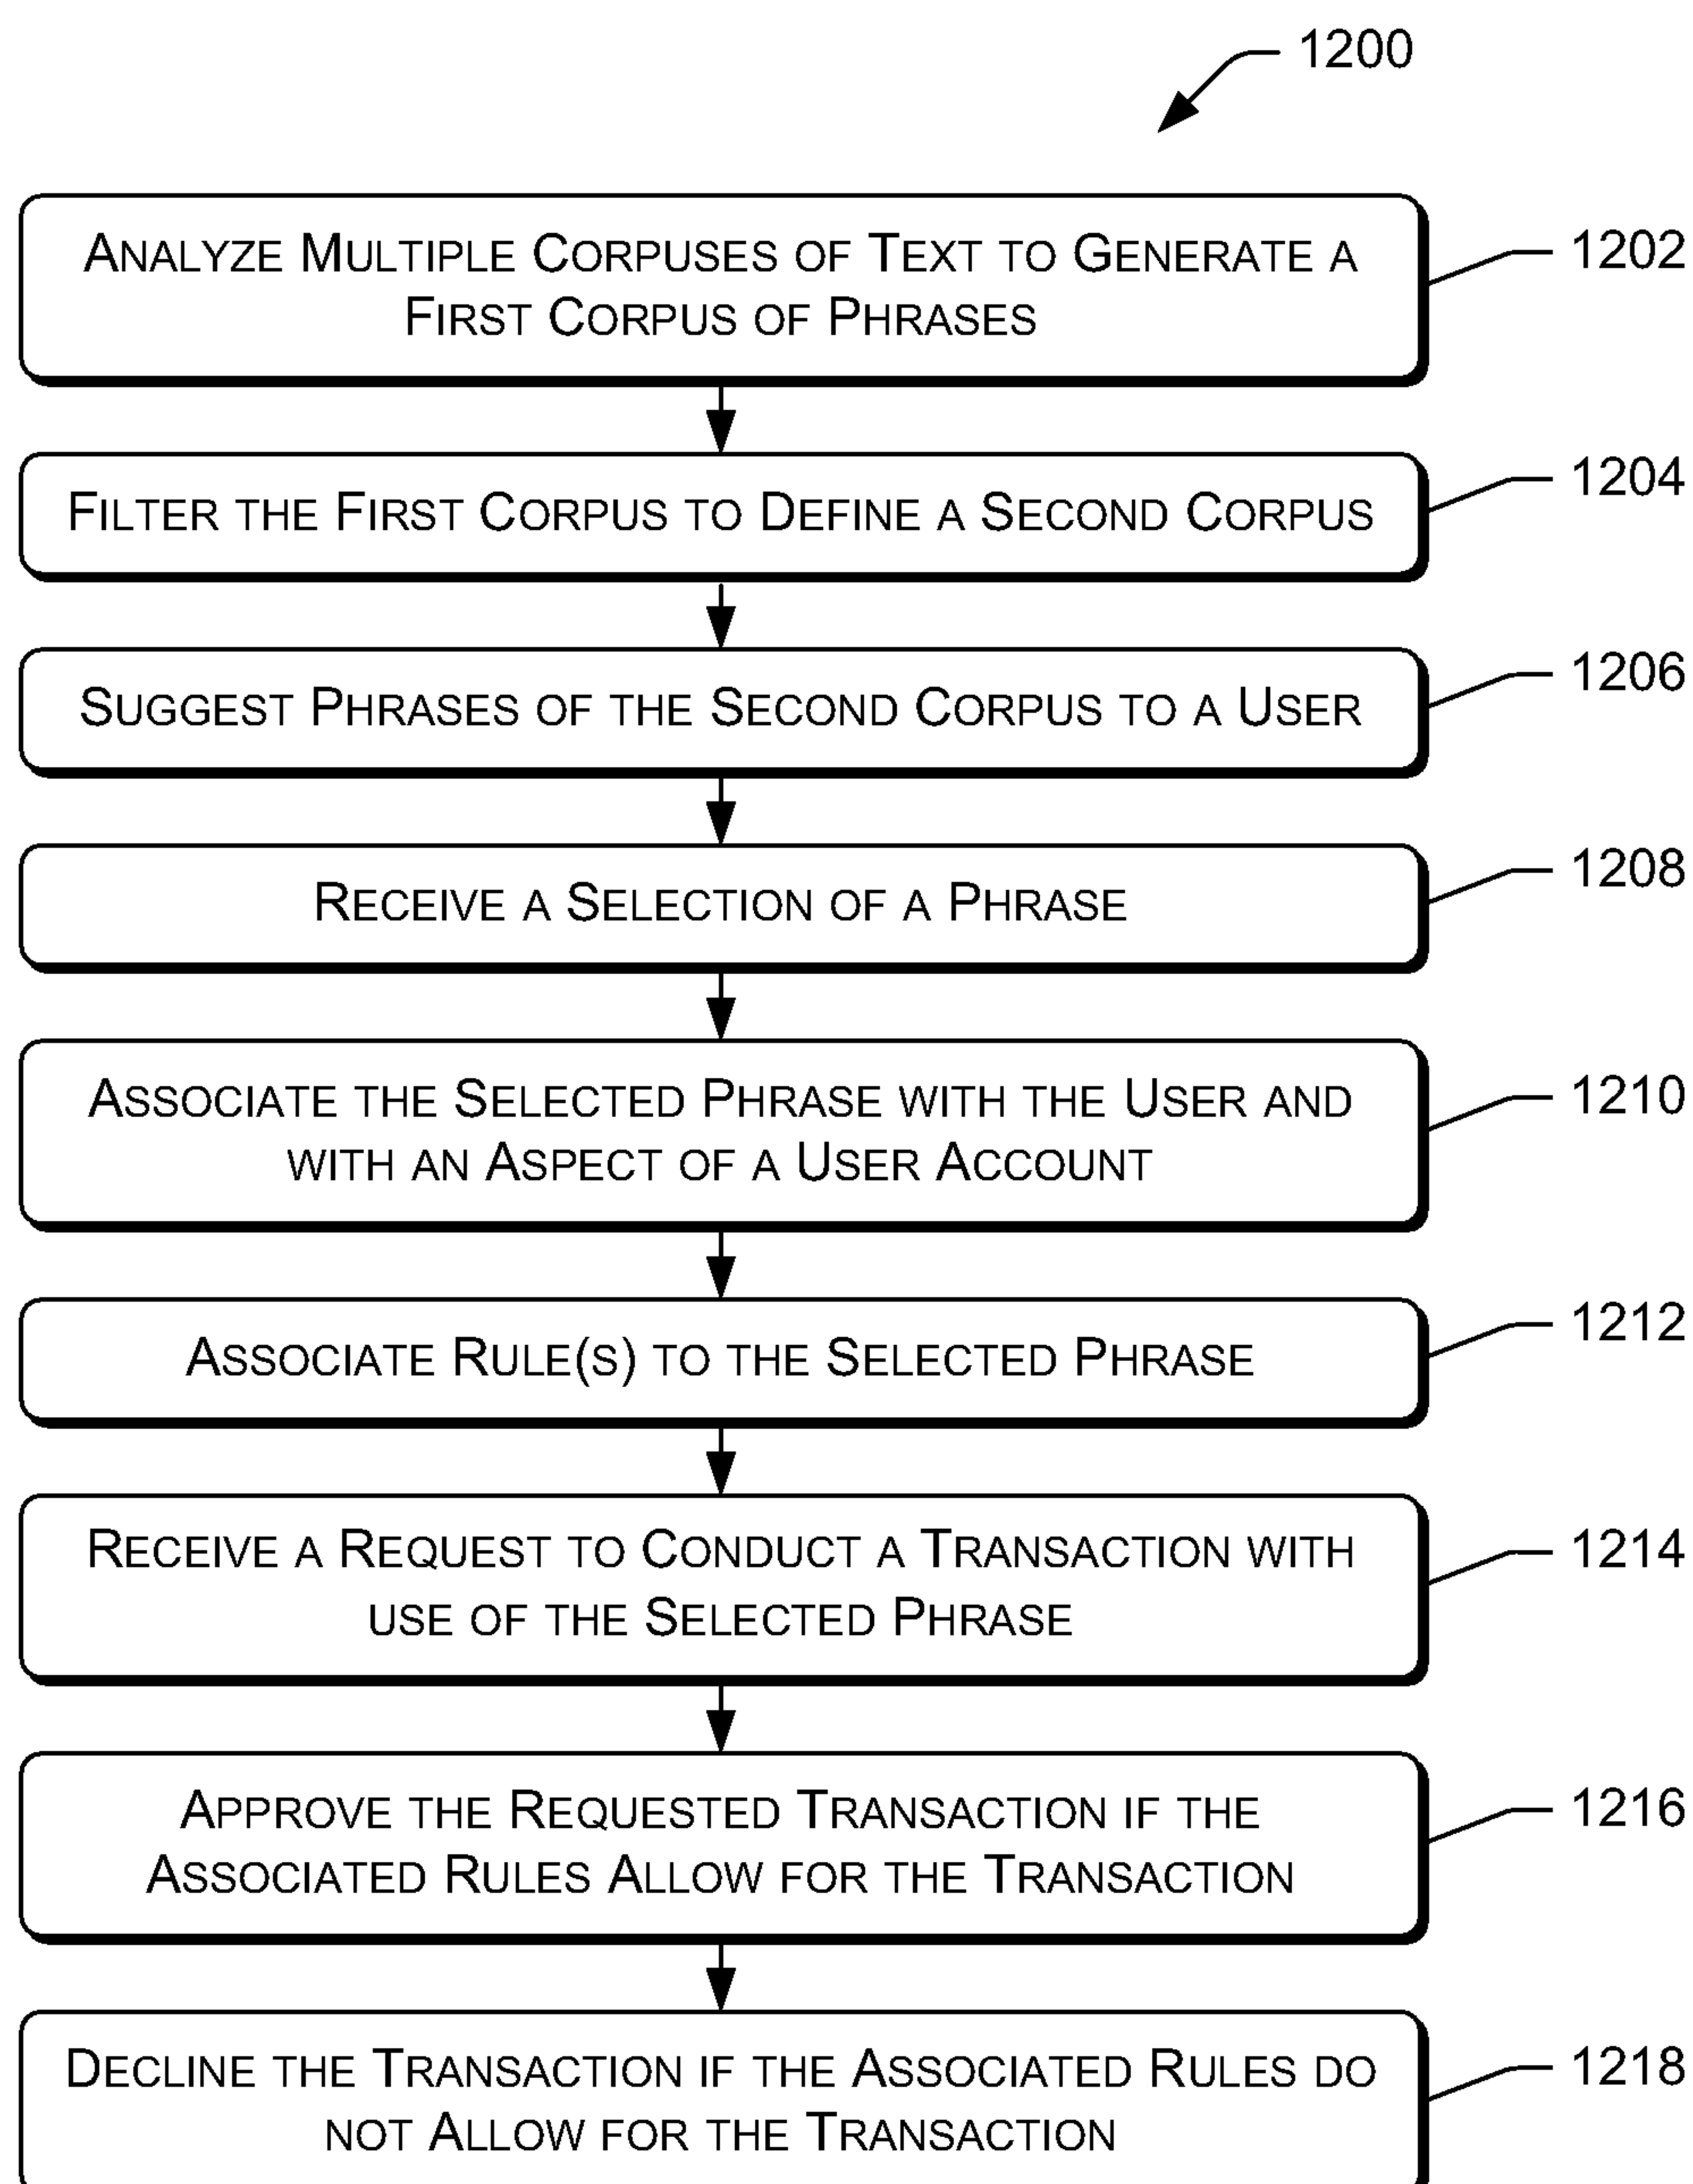 1200
ANALYZE MULTIPLE CORPUSES OF TEXT TO GENERATE A
FIRST CORPUS OF PHRASES
1202
FILTER THE FIRST CORPUS TO DEFINE A SECOND CORPUS
1204
SUGGEST PHRASES OF THE SECOND CORPUS TO A USER
1206
RECEIVE A SELECTION OF A PHRASE
1208
ASSOCIATE THE SELECTED PHRASE WITH THE USER AND
WITH AN ASPECT OF A USER ACCOUNT
1210
ASSOCIATE RULE(S) TO THE SELECTED PHRASE
1212
RECEIVE A REQUEST TO CONDUCT A TRANSACTION WITH
USE OF THE SELECTED PHRASE
1214
APPROVE THE REQUESTED TRANSACTION IF THE
ASSOCIATED RULES ALLOW FOR THE TRANSACTION
1216
DECLINE THE TRANSACTION IF THE ASSOCIATED RULES DO
NOT ALLOW FOR THE TRANSACTION
1218